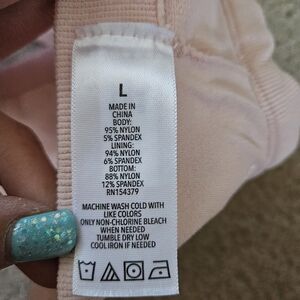 L
MADE IN
CHINA
BODY:
95% NYLON
5% SPANDEX
LINING:
94% NYLON
6% SPANDEX
BOTTOM:
88% NYLON
12% SPANDEX
RN154379
MACHINE WASH COLD WITH
LIKE COLORS
ONLY NON-CHLORINE BLEACH
WHEN NEEDED
TUMBLE DRY LOW
COOL IRON IF NEEDED